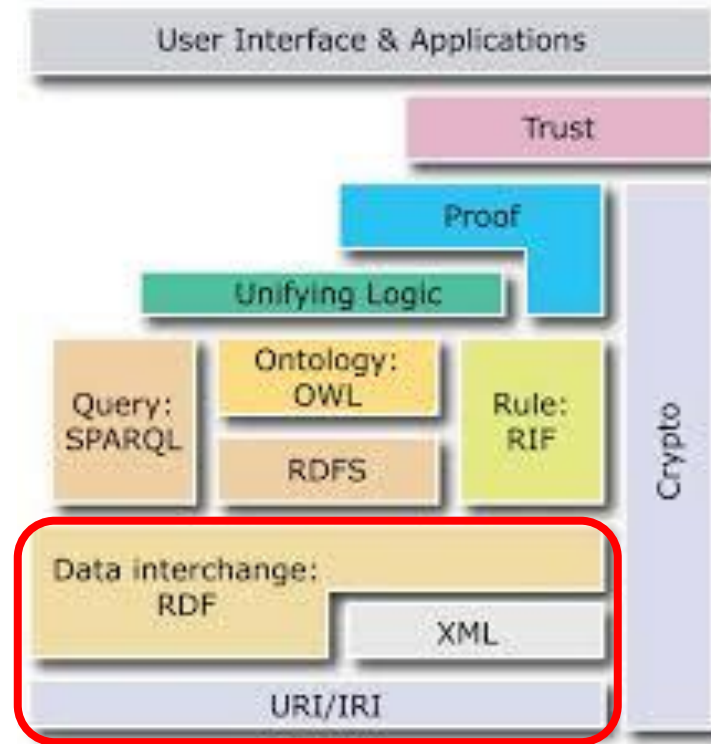 User Interface & Applications
Trust
Proof
Unifying Logic
Query:
SPARQL
Ontology:
OWL
RDFS
Rule:
RIF
Crypto
Data interchange:
RDF
XML
URI/IRI